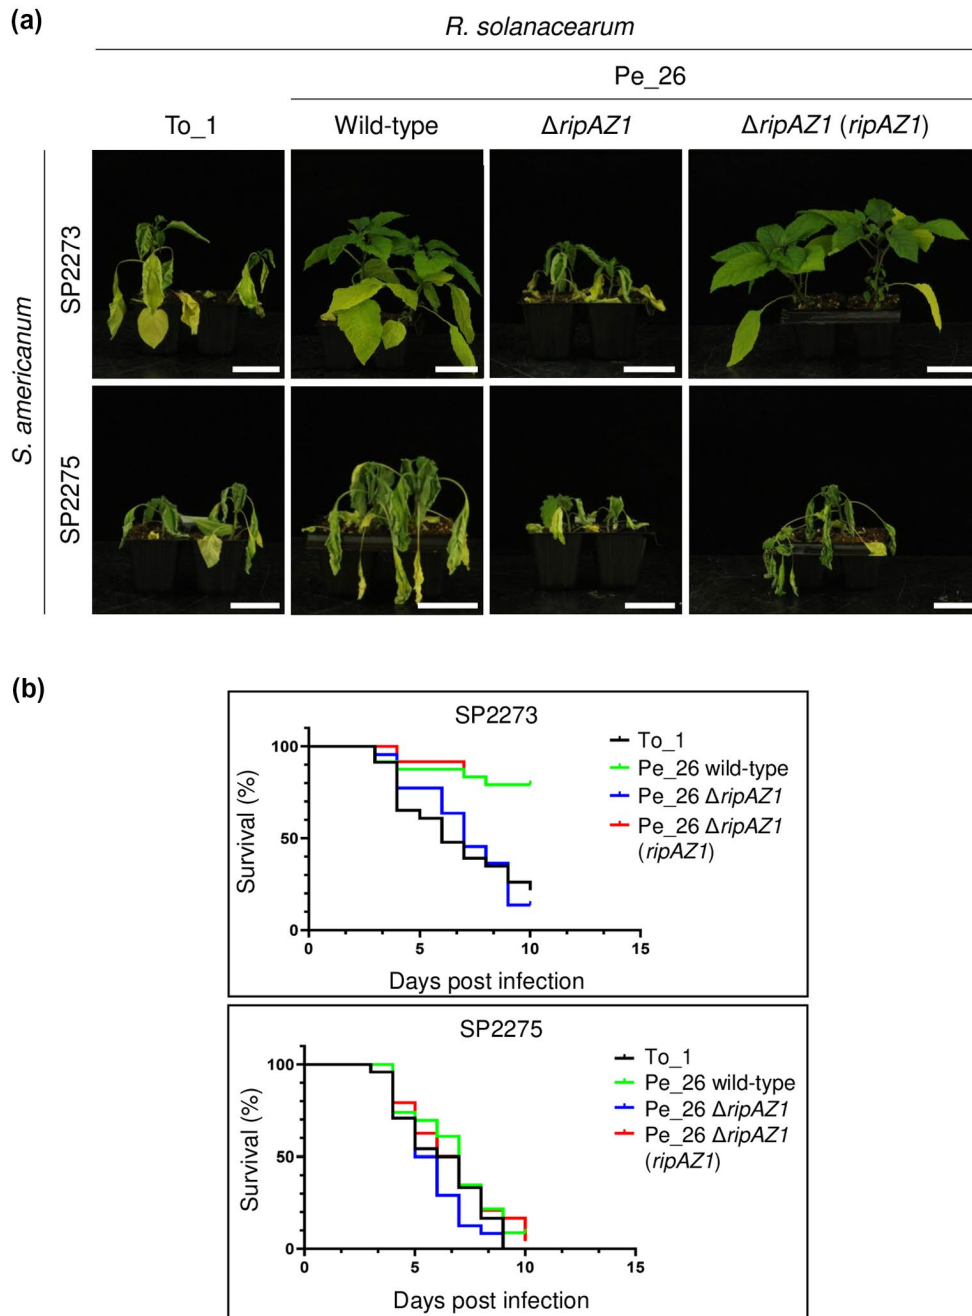 (a)
R. solanacearum
Pe_26
To_1
Wild-type
ΔripAZ1
ΔripAZ1 (ripAZ1)
S. americanum
SP2273
SP2275
(b)
SP2273
100
50
0
Survival (%)
0
5
10
15
Days post infection
To_1
Pe_26 wild-type
Pe_26 ΔripAZ1
Pe_26 ΔripAZ1
(ripAZ1)
SP2275
100
50
0
Survival (%)
0
5
10
15
Days post infection
To_1
Pe_26 wild-type
Pe_26 ΔripAZ1
Pe_26 ΔripAZ1
(ripAZ1)